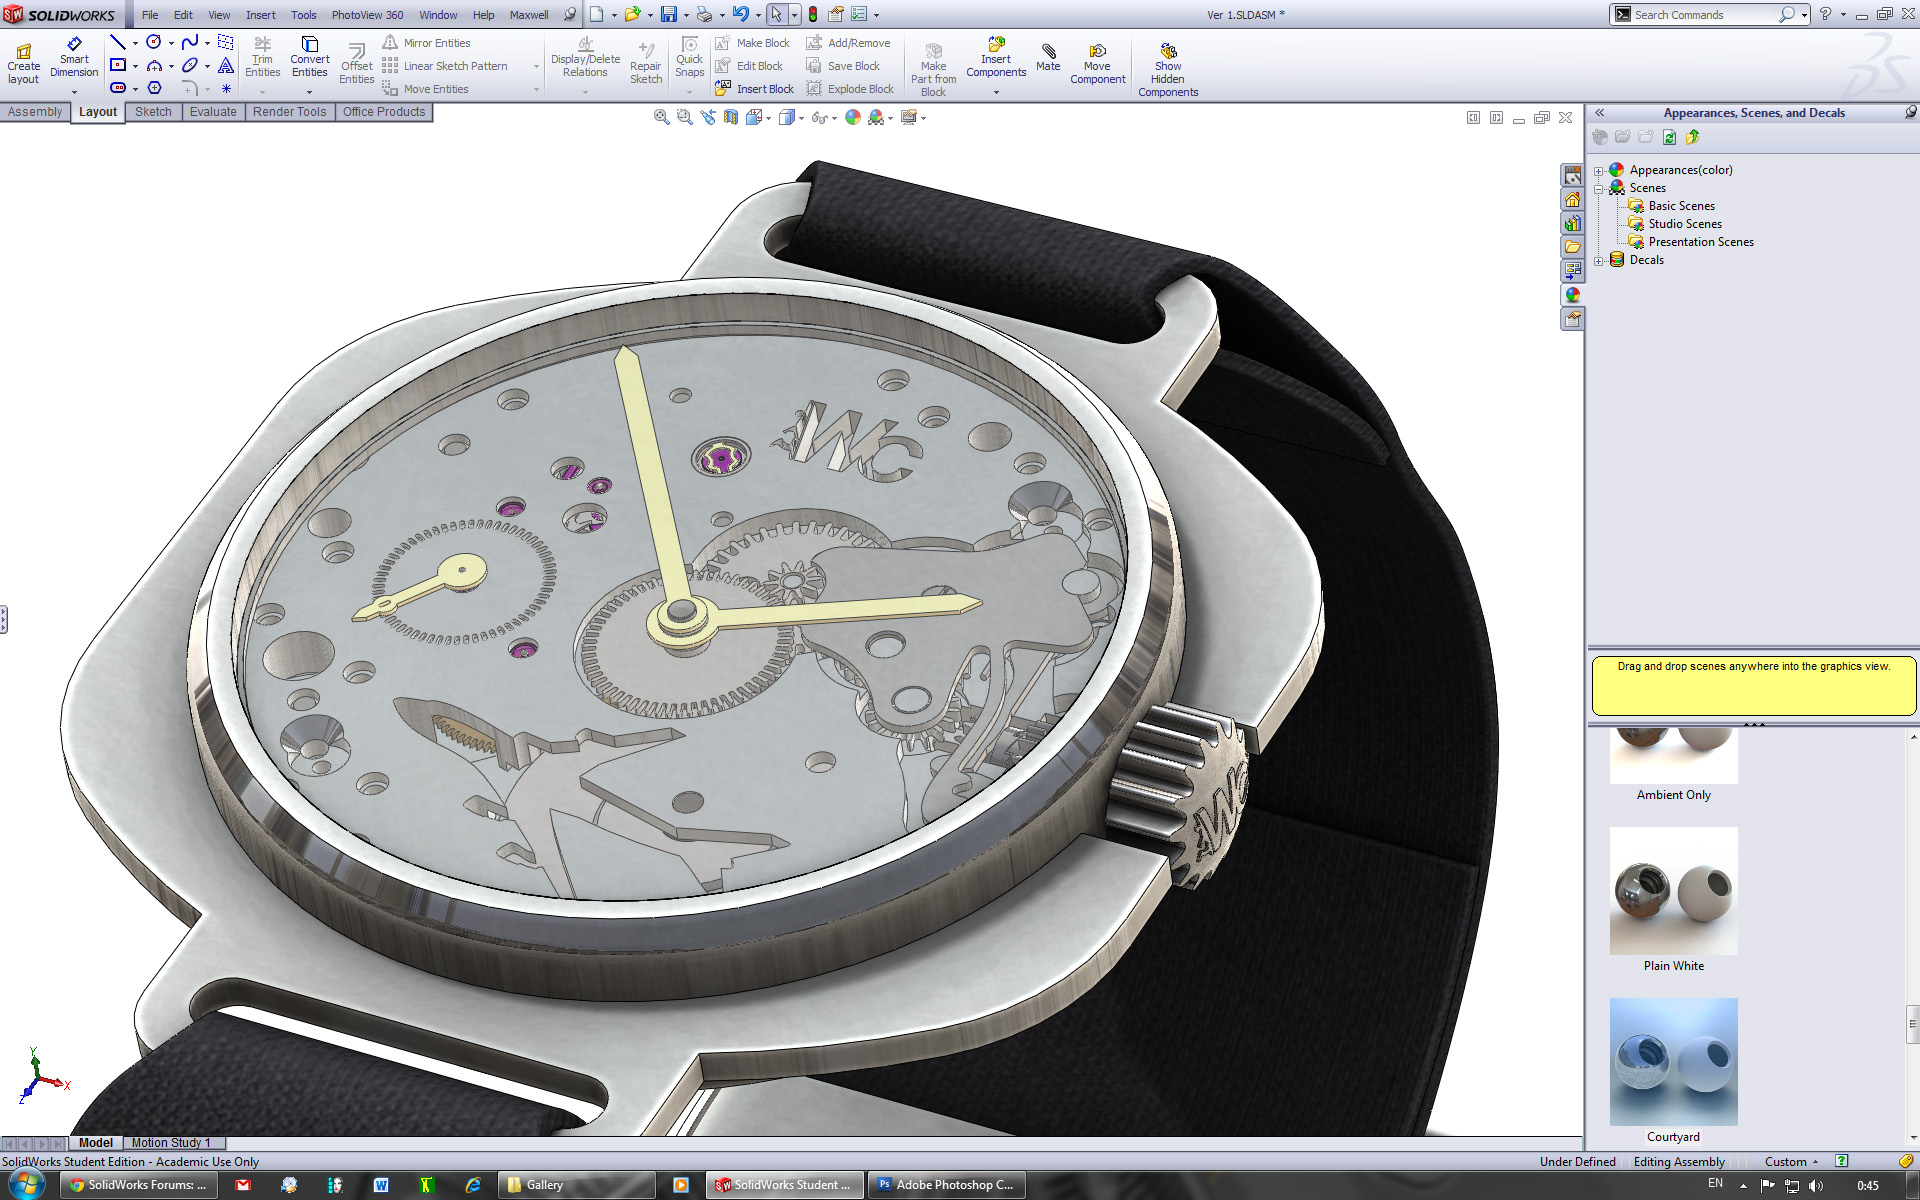 SOLIDWORKS
File Edit View Insert Tools PhotoView 360 Window Help Maxwell
Ver 1.SLDASM *
Search Commands
Create layout
Smart Dimension
Trim Entities
Convert Entities
Offset Entities
Mirror Entities
Linear Sketch Pattern
Move Entities
Display/Delete Relations
Repair Sketch
Quick Snaps
Make Block
Edit Block
Insert Block
Add/Remove
Save Block
Explode Block
Make Part from Block
Insert Components
Mate
Move Component
Show Hidden Components
Assembly Layout Sketch Evaluate Render Tools Office Products
Appearances, Scenes, and Decals
Appearances(color)
Scenes
Basic Scenes
Studio Scenes
Presentation Scenes
Decals
Drag and drop scenes anywhere into the graphics view.
Ambient Only
Plain White
Courtyard
Y
X
Z
Model Motion Study 1
SolidWorks Student Edition - Academic Use Only
Under Defined Editing Assembly Custom
SolidWorks Forums: ...
Gallery
SolidWorks Student ...
Adobe Photoshop C...
EN
0:45